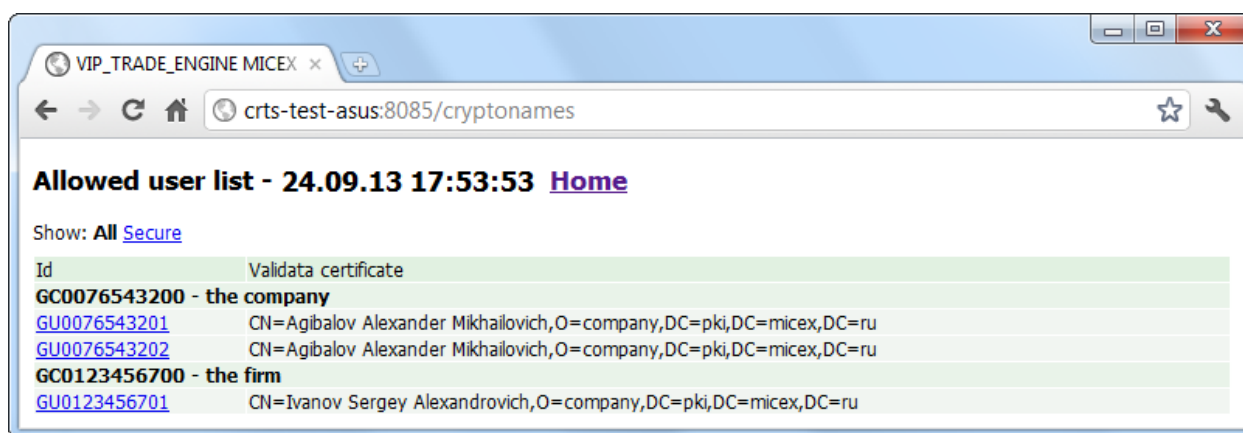 VIP_TRADE_ENGINE MICEX
crts-test-asus:8085/cryptonames
Allowed user list - 24.09.13 17:53:53 Home
Show: All Secure
Id Validata certificate
GC0076543200 - the company
GU0076543201 CN=Agibalov Alexander Mikhailovich,O=company,DC=pki,DC=micex,DC=ru
GU0076543202 CN=Agibalov Alexander Mikhailovich,O=company,DC=pki,DC=micex,DC=ru
GC0123456700 - the firm
GU0123456701 CN=Ivanov Sergey Alexandrovich,O=company,DC=pki,DC=micex,DC=ru